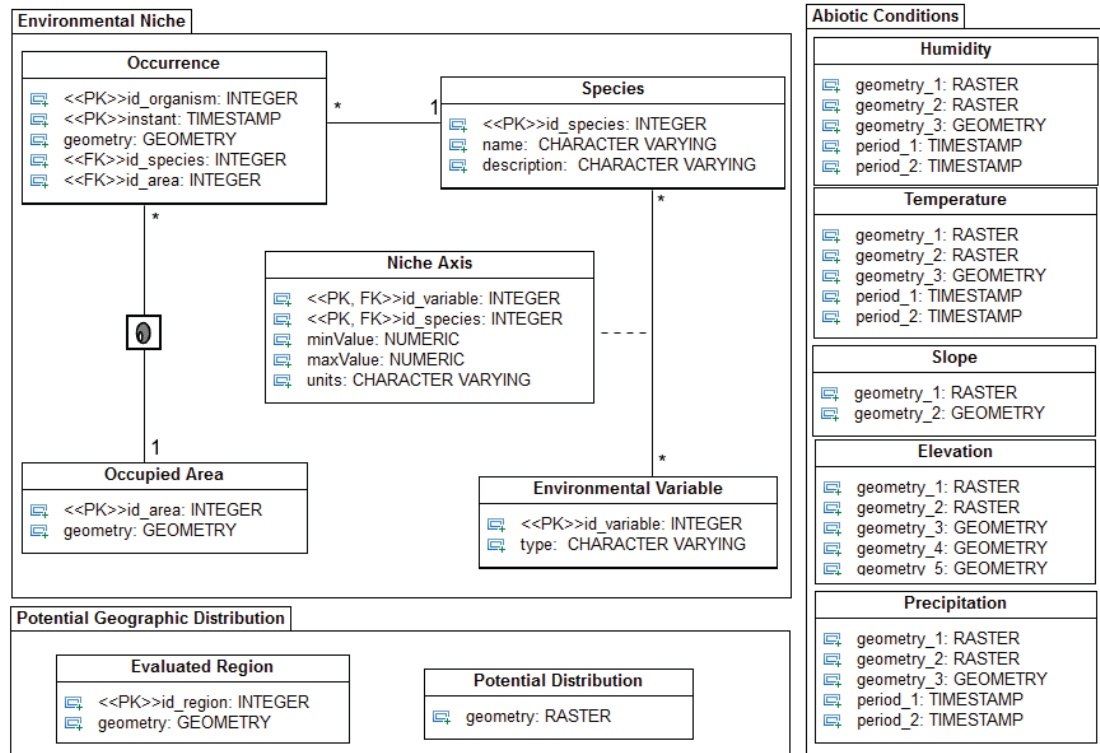 Environmental Niche
Occurrence
<<PK>>id_organism: INTEGER
<<PK>>instant: TIMESTAMP
geometry: GEOMETRY
<<FK>>id_species: INTEGER
<<FK>>id_area: INTEGER
*
1
Species
<<PK>>id_species: INTEGER
name: CHARACTER VARYING
description: CHARACTER VARYING
*
*
Niche Axis
<<PK, FK>>id_variable: INTEGER
<<PK, FK>>id_species: INTEGER
minValue: NUMERIC
maxValue: NUMERIC
units: CHARACTER VARYING
1
*
Occupied Area
<<PK>>id_area: INTEGER
geometry: GEOMETRY
Environmental Variable
<<PK>>id_variable: INTEGER
type: CHARACTER VARYING
Potential Geographic Distribution
Evaluated Region
<<PK>>id_region: INTEGER
geometry: GEOMETRY
Potential Distribution
geometry: RASTER
Abiotic Conditions
Humidity
geometry_1: RASTER
geometry_2: RASTER
geometry_3: GEOMETRY
period_1: TIMESTAMP
period_2: TIMESTAMP
Temperature
geometry_1: RASTER
geometry_2: RASTER
geometry_3: GEOMETRY
period_1: TIMESTAMP
period_2: TIMESTAMP
Slope
geometry_1: RASTER
geometry_2: GEOMETRY
Elevation
geometry_1: RASTER
geometry_2: RASTER
geometry_3: GEOMETRY
geometry_4: GEOMETRY
geometry_5: GEOMETRY
Precipitation
geometry_1: RASTER
geometry_2: RASTER
geometry_3: GEOMETRY
period_1: TIMESTAMP
period_2: TIMESTAMP